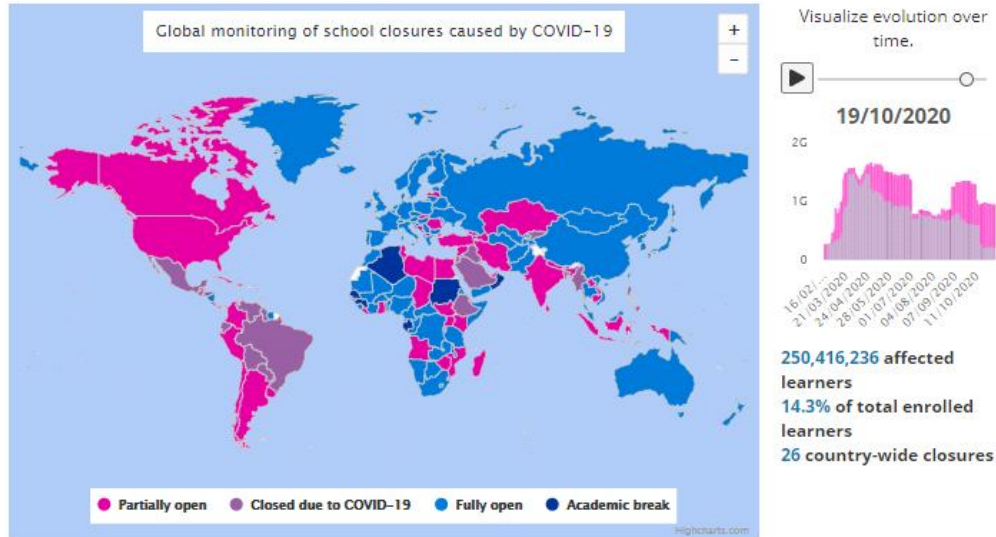 Global monitoring of school closures caused by COVID-19
+
−
Partially open
Closed due to COVID-19
Fully open
Academic break
Highcharts.com
Visualize evolution over
time.
19/10/2020
2G
1G
0
16/02/...
21/03/2020
24/04/2020
28/05/2020
01/07/2020
04/08/2020
07/09/2020
11/10/2020
250,416,236 affected
learners
14.3% of total enrolled
learners
26 country-wide closures